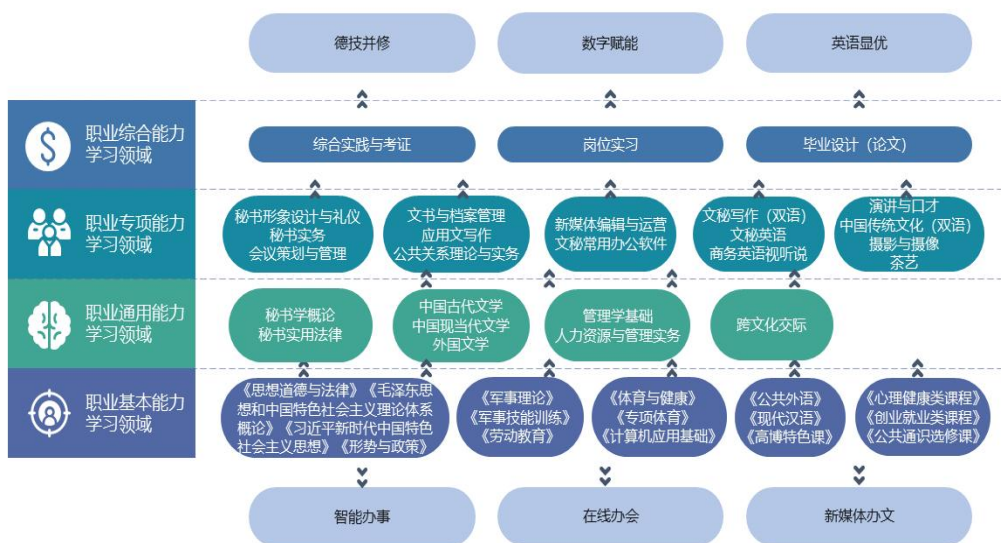 德技并修
数字赋能
英语显优
职业综合能力
学习领域
综合实践与考证
岗位实习
毕业设计（论文）
职业专项能力
学习领域
秘书形象设计与礼仪
秘书实务
会议策划与管理
文书与档案管理
应用文写作
公共关系理论与实务
新媒体编辑与运营
文秘常用办公软件
文秘写作（双语）
文秘英语
商务英语视听说
演讲与口才
中国传统文化（双语）
摄影与摄像
茶艺
职业通用能力
学习领域
秘书学概论
秘书实用法律
中国古代文学
中国现当代文学
外国文学
管理学基础
人力资源与管理实务
跨文化交际
职业基本能力
学习领域
《思想道德与法律》《毛泽东思
想和中国特色社会主义理论体系
概论》《习近平新时代中国特色
社会主义思想》《形势与政策》
《军事理论》
《军事技能训练》
《劳动教育》
《体育与健康》
《专项体育》
《计算机应用基础》
《公共外语》
《现代汉语》
《高博特色课》
《心理健康类课程》
《创业就业类课程》
《公共通识选修课》
智能办事
在线办会
新媒体办文